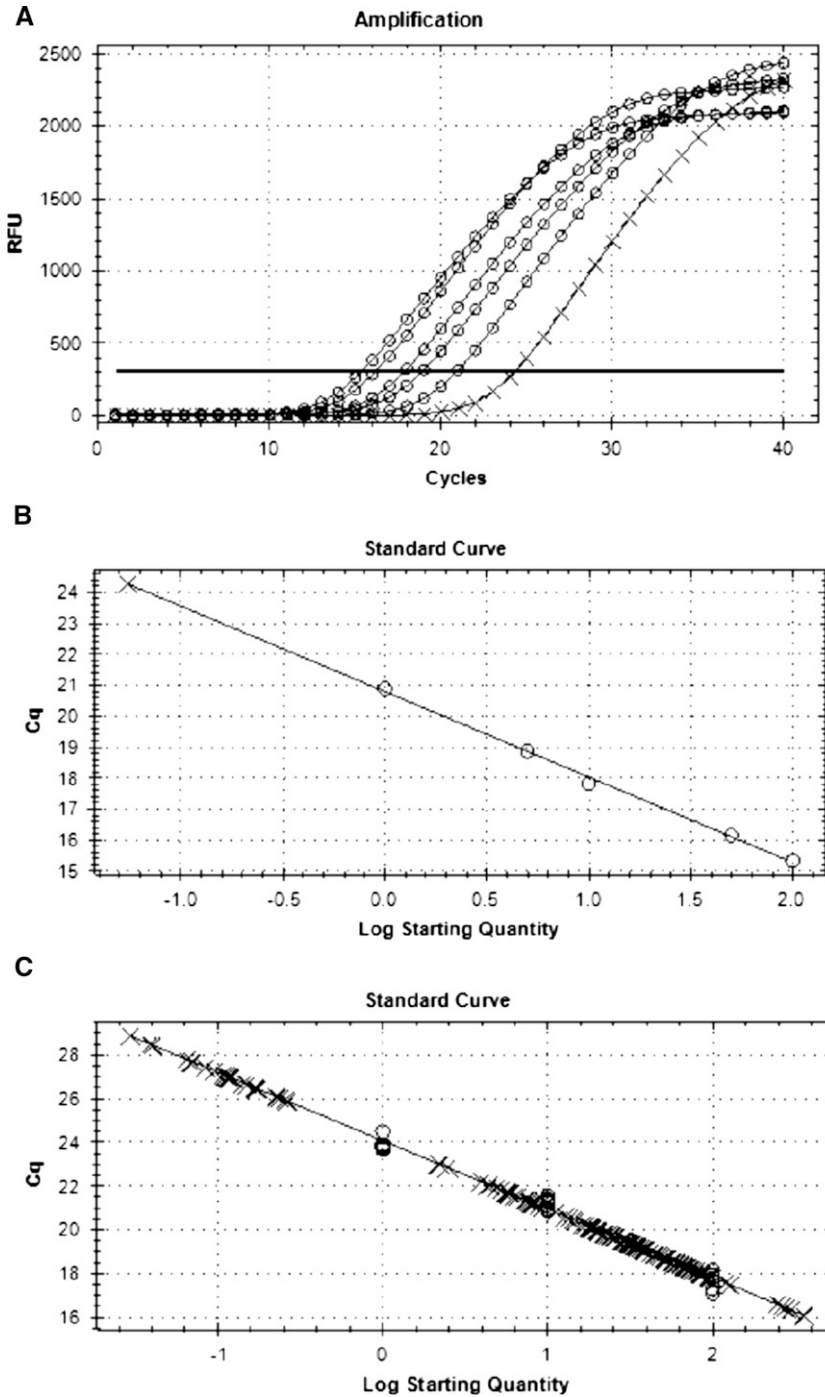 A
Amplification
2500
2000
1500
1000
500
0
RFU
0 10 20 30 40
Cycles
B
Standard Curve
24
23
22
21
20
19
18
17
16
15
Cq
-1.0 -0.5 0.0 0.5 1.0 1.5 2.0
Log Starting Quantity
C
Standard Curve
28
26
24
22
20
18
16
Cq
-1 0 1 2
Log Starting Quantity